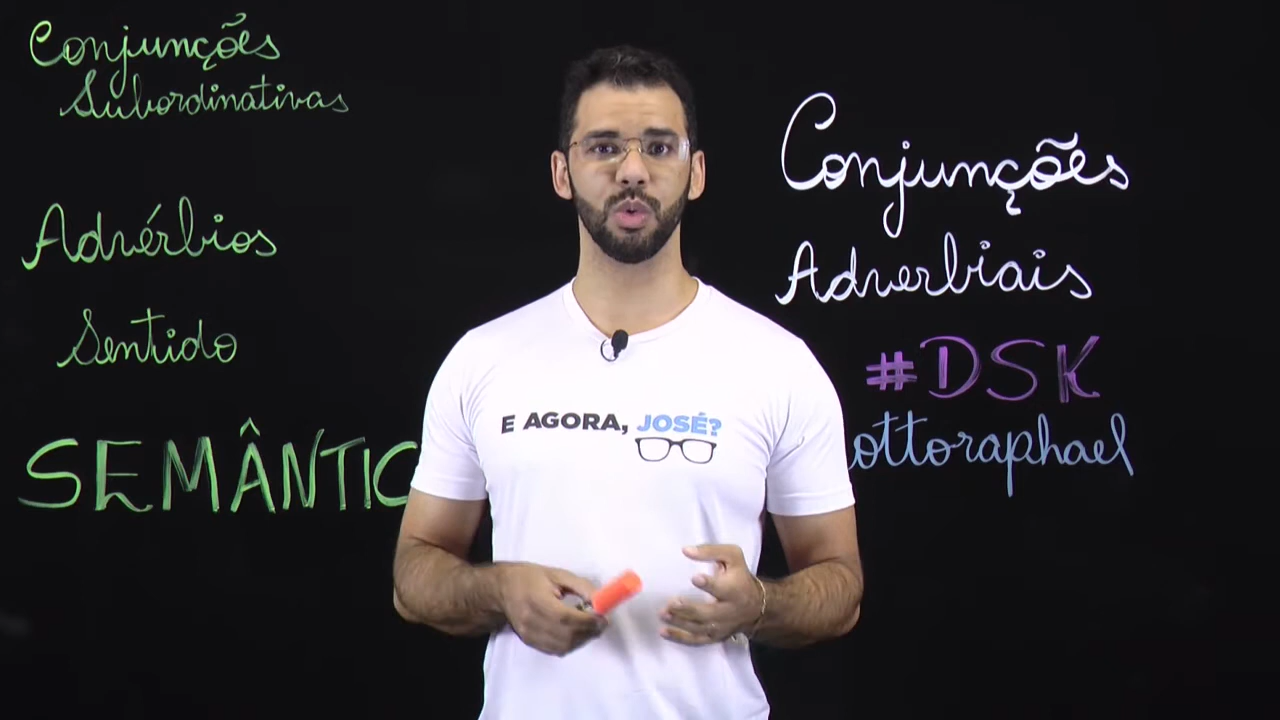 Conjunções
Subordinativas
Advérbios
Sentido
SEMÂNTIC
E AGORA, JOSÉ?
Conjunções
Adverbiais
#DSK
ottoraphael